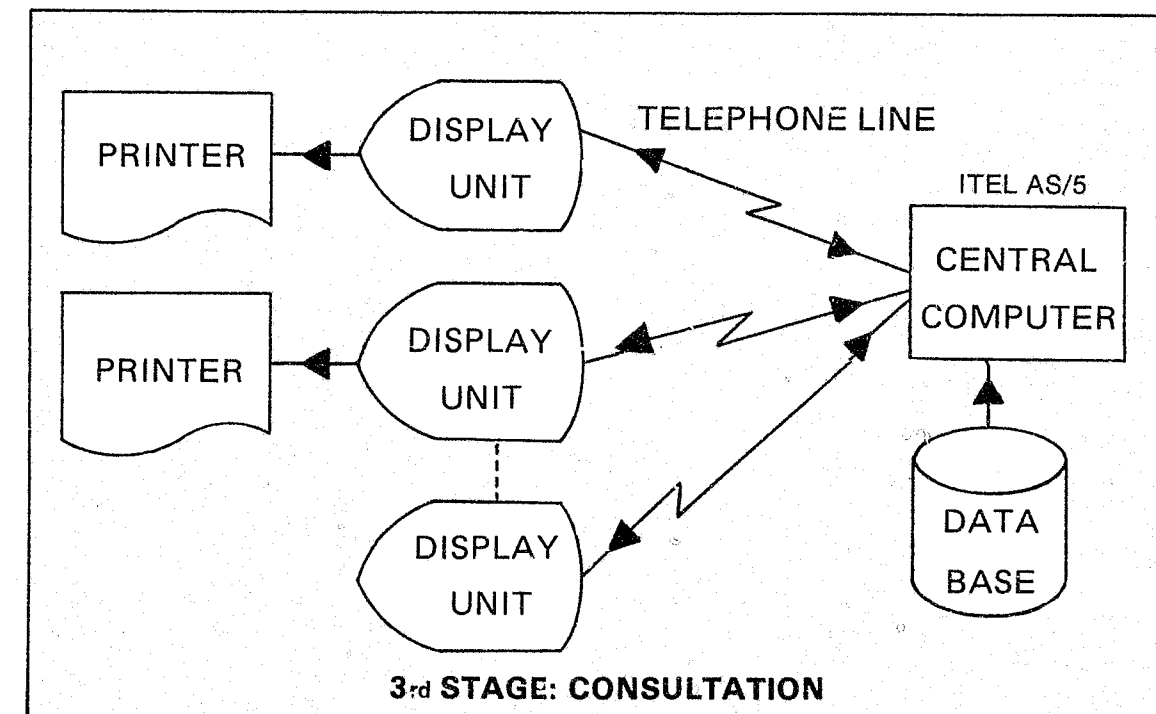 TELEPHONE LINE
PRINTER
DISPLAY
UNIT
ITEL AS/5
CENTRAL
COMPUTER
PRINTER
DISPLAY
UNIT
DISPLAY
UNIT
DATA
BASE
3rd STAGE: CONSULTATION